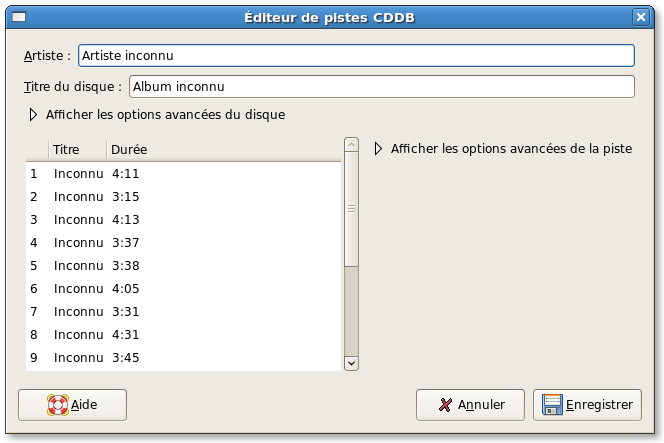 Éditeur de pistes CDDB
Artiste : Artiste inconnu
Titre du disque : Album inconnu
Afficher les options avancées du disque
Titre Durée
Afficher les options avancées de la piste
1 Inconnu 4:11
2 Inconnu 3:15
3 Inconnu 4:13
4 Inconnu 3:37
5 Inconnu 3:38
6 Inconnu 4:05
7 Inconnu 3:31
8 Inconnu 4:31
9 Inconnu 3:45
Aide Annuler Enregistrer